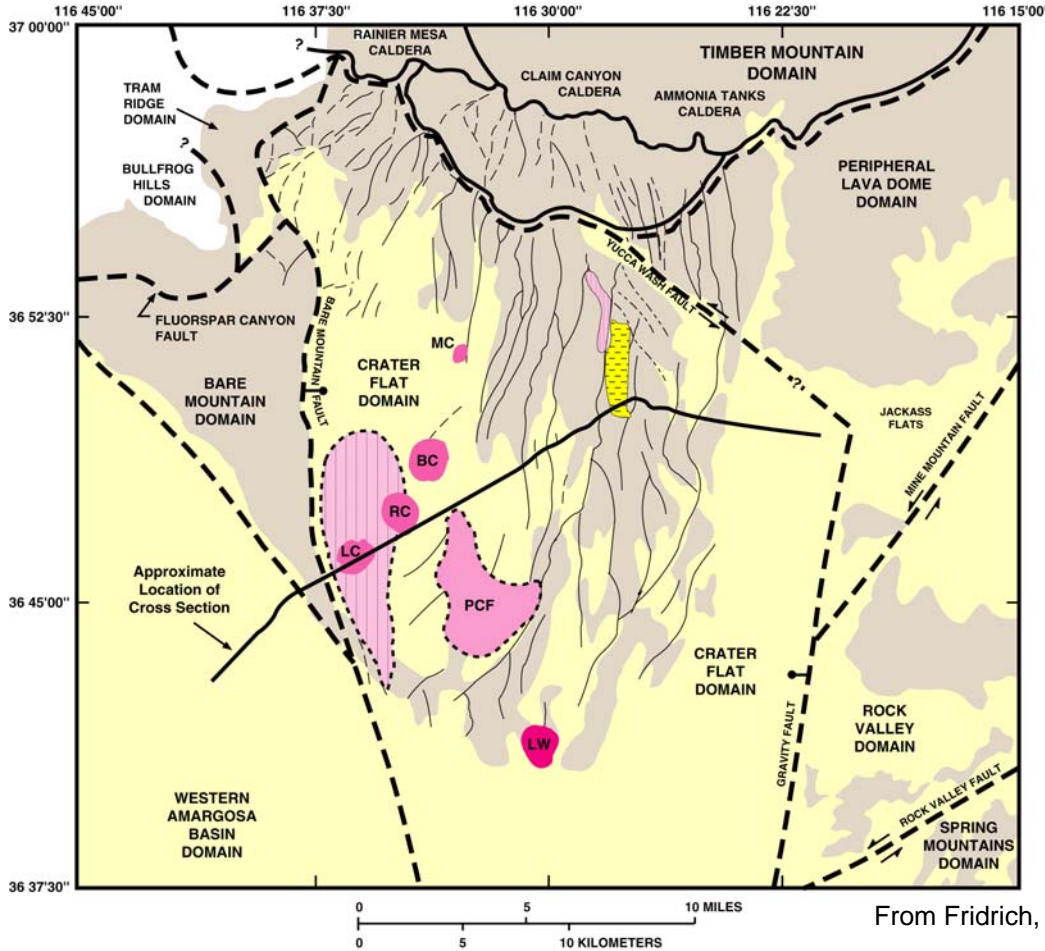 116 45'00"
116 37'30"
116 30'00"
116 22'30"
116 15'00"
37 00'00"
?
RAINIER MESA
CALDERA
TIMBER MOUNTAIN
DOMAIN
CLAIM CANYON
CALDERA
AMMONIA TANKS
CALDERA
TRAM
RIDGE
DOMAIN
?
BULLFROG
HILLS
DOMAIN
PERIPHERAL
LAVA DOME
DOMAIN
YUCCA WASH FAULT
36 52'30"
FLUORSPAR CANYON
FAULT
BARE MOUNTAIN FAULT
MC
CRATER
FLAT
DOMAIN
BARE
MOUNTAIN
DOMAIN
?
JACKASS
FLATS
MINE MOUNTAIN FAULT
BC
RC
LC
Approximate
Location of
Cross Section
36 45'00"
PCF
CRATER
FLAT
DOMAIN
GRAVITY FAULT
ROCK
VALLEY
DOMAIN
LW
WESTERN
AMARGOSA
BASIN
DOMAIN
ROCK VALLEY FAULT
SPRING
MOUNTAINS
DOMAIN
36 37'30"
0 5 10 MILES
0 5 10 KILOMETERS
From Fridrich,